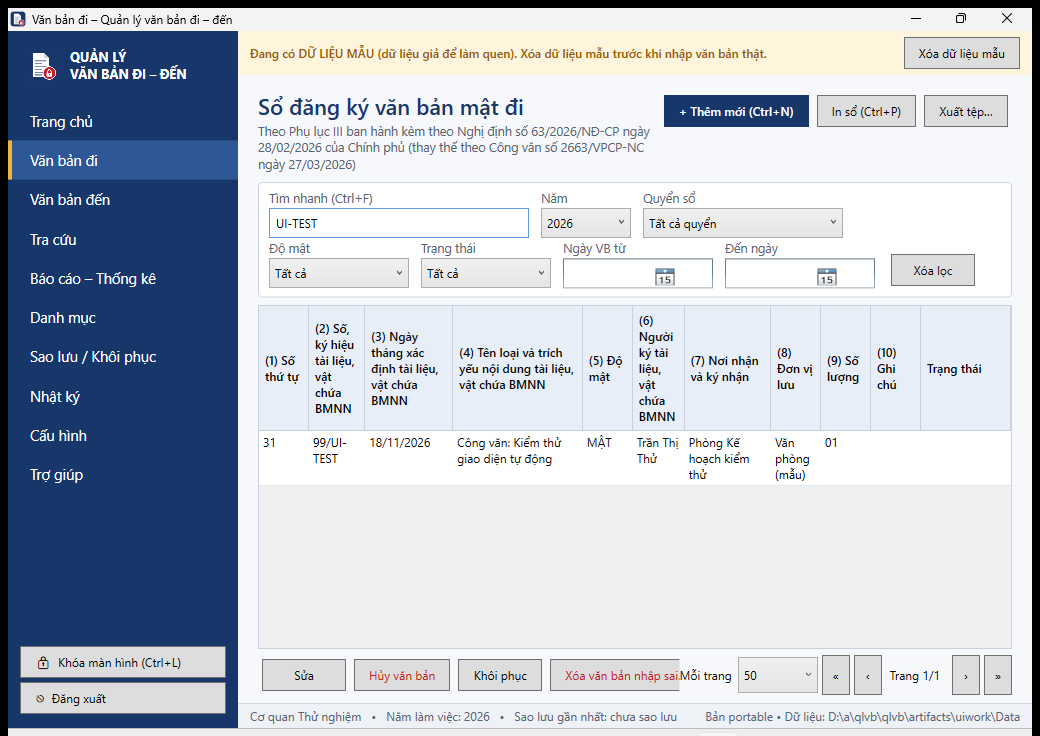 Văn bản đi – Quản lý văn bản đi – đến
QUẢN LÝ
VĂN BẢN ĐI – ĐẾN
Trang chủ
Văn bản đi
Văn bản đến
Tra cứu
Báo cáo – Thống kê
Danh mục
Sao lưu / Khôi phục
Nhật ký
Cấu hình
Trợ giúp
Khóa màn hình (Ctrl+L)
Đăng xuất
Đang có DỮ LIỆU MẪU (dữ liệu giả để làm quen). Xóa dữ liệu mẫu trước khi nhập văn bản thật.
Xóa dữ liệu mẫu
Sổ đăng ký văn bản mật đi
Theo Phụ lục III ban hành kèm theo Nghị định số 63/2026/NĐ-CP ngày
28/02/2026 của Chính phủ (thay thế theo Công văn số 2663/VPCP-NC
ngày 27/03/2026)
+ Thêm mới (Ctrl+N)
In sổ (Ctrl+P)
Xuất tệp...
Tìm nhanh (Ctrl+F)
Năm
Quyển sổ
UI-TEST
2026
Tất cả quyển
Độ mật
Trạng thái
Ngày VB từ
Đến ngày
Tất cả
Tất cả
15
15
Xóa lọc
(1) Số
thứ tự
(2) Số,
ký hiệu
tài liệu,
vật
chứa
BMNN
(3) Ngày
tháng xác
định tài liệu,
vật chứa
BMNN
(4) Tên loại và trích
yếu nội dung tài liệu,
vật chứa BMNN
(5) Độ
mật
(6)
Người
ký tài
liệu,
vật
chứa
BMNN
(7) Nơi nhận
và ký nhận
(8)
Đơn vị
lưu
(9) Số
lượng
(10)
Ghi
chú
Trạng thái
31
99/UI-
TEST
18/11/2026
Công văn: Kiểm thử
giao diện tự động
MẬT
Trần Thị
Thử
Phòng Kế
hoạch kiểm
thử
Văn
phòng
(mẫu)
01
Sửa
Hủy văn bản
Khôi phục
Xóa văn bản nhập sai
Mỗi trang
50
«
‹
Trang 1/1
›
»
Cơ quan Thử nghiệm • Năm làm việc: 2026 • Sao lưu gần nhất: chưa sao lưu
Bản portable • Dữ liệu: D:\a\qlvb\qlvb\artifacts\uiwork\Data